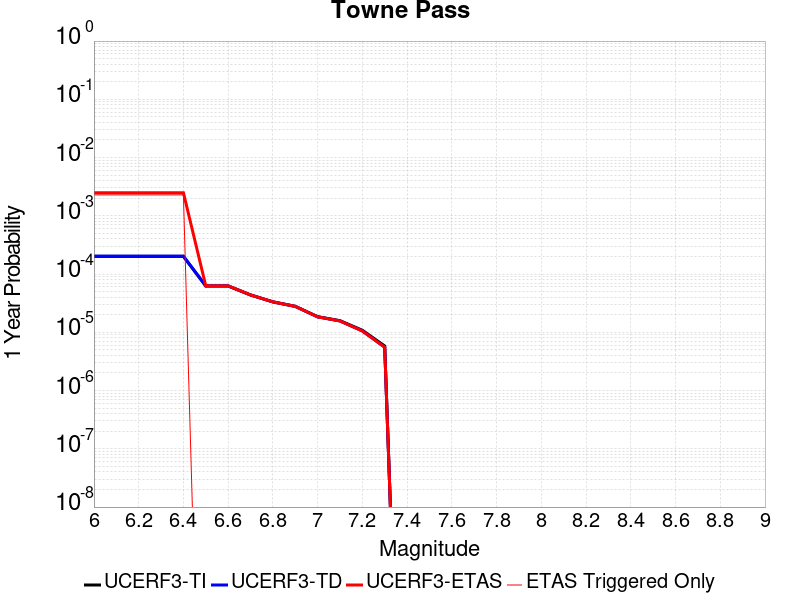 Towne Pass
10^0
10^-1
10^-2
10^-3
10^-4
10^-5
10^-6
10^-7
10^-8
1 Year Probability
6 6.2 6.4 6.6 6.8 7 7.2 7.4 7.6 7.8 8 8.2 8.4 8.6 8.8 9
Magnitude
UCERF3-TI UCERF3-TD UCERF3-ETAS ETAS Triggered Only